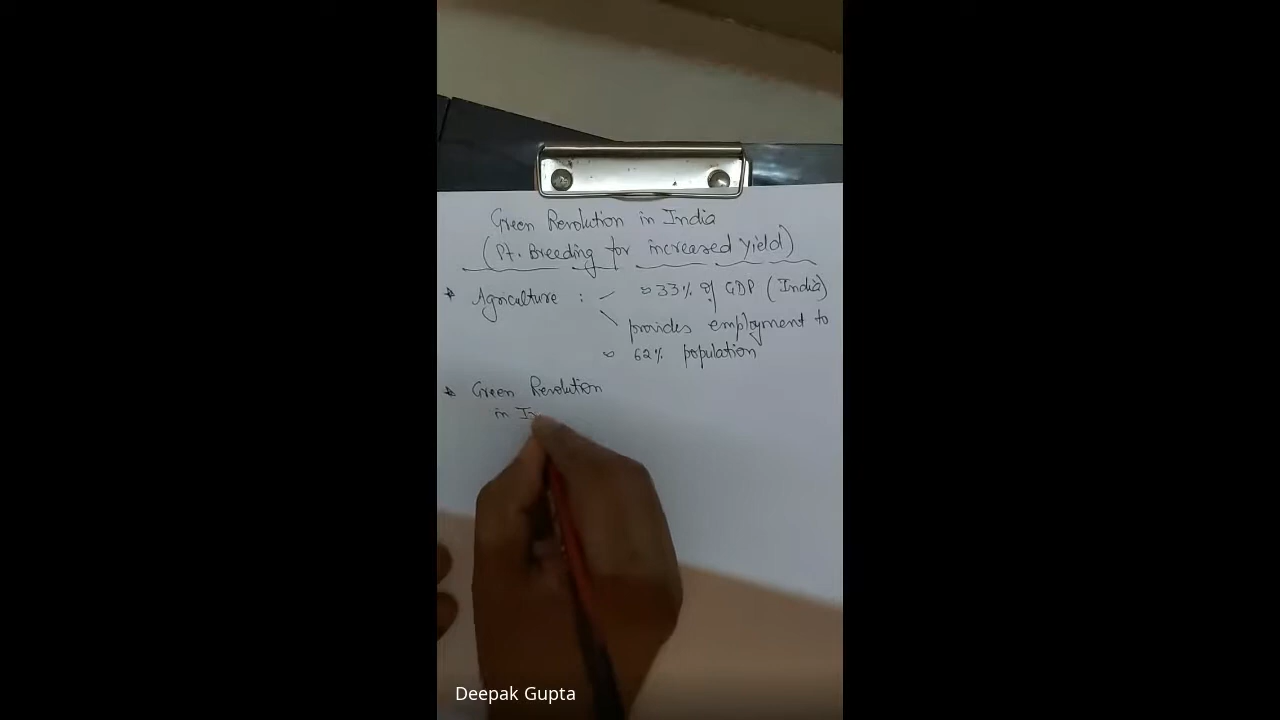 Green Revolution in India
(Pt. Breeding for increased yield)
* Agriculture : ≈ 33% of GDP (India)
provides employment to
≈ 62% population
* Green Revolution
in In
Deepak Gupta